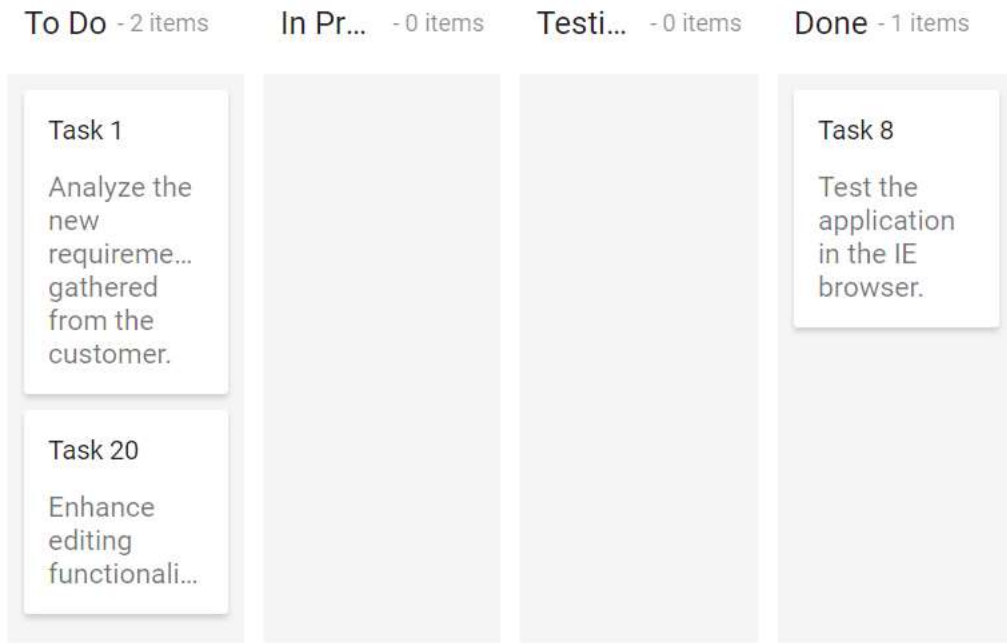 To Do - 2 items
In Pr... - 0 items
Testi... - 0 items
Done - 1 items
Task 1
Analyze the
new
requireme...
gathered
from the
customer.
Task 20
Enhance
editing
functionali...
Task 8
Test the
application
in the IE
browser.